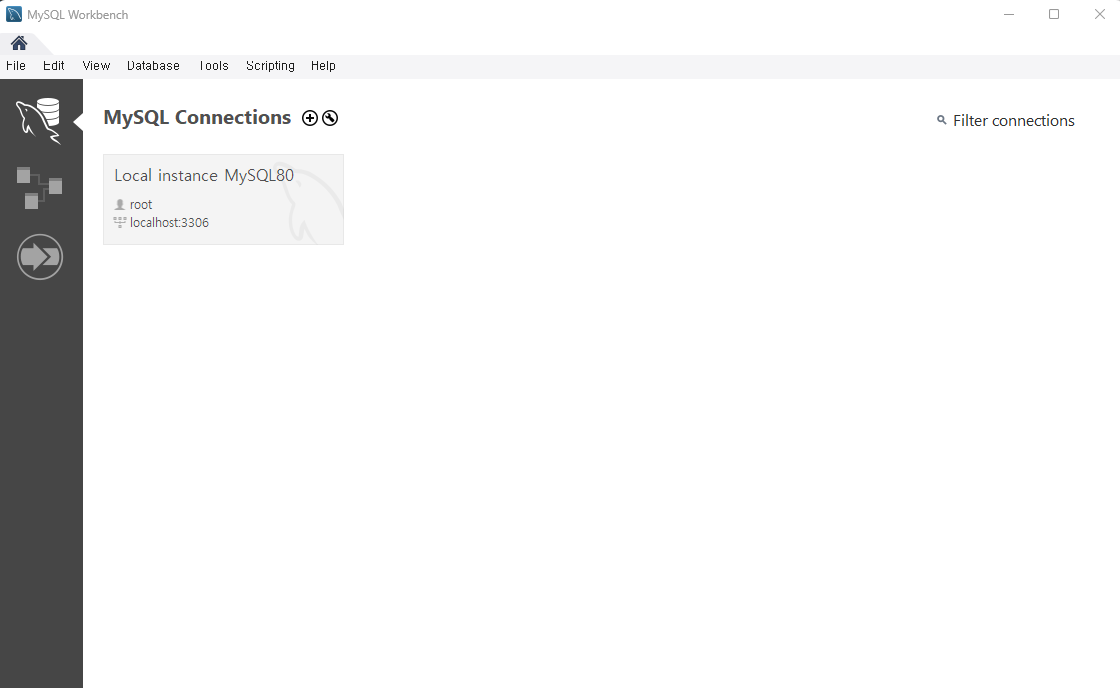 MySQL Workbench
File Edit View Database Tools Scripting Help
MySQL Connections
Filter connections
Local instance MySQL80
root
localhost:3306